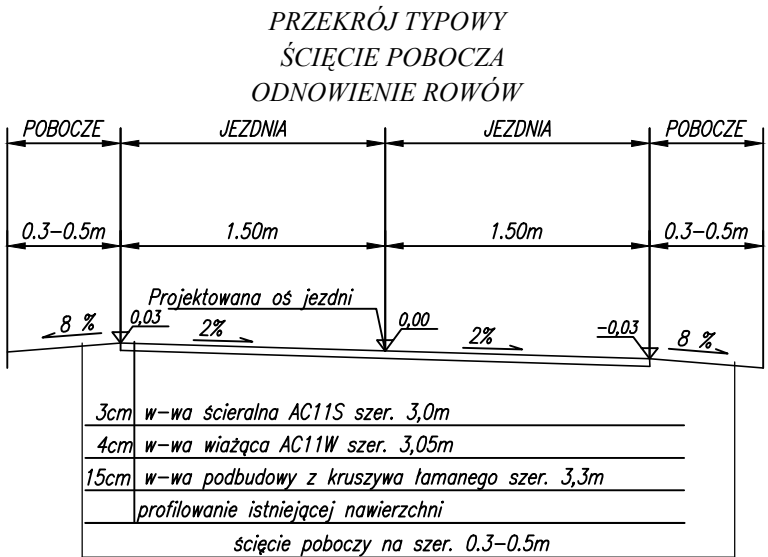 PRZEKRÓJ TYPOWY
ŚCIĘCIE POBOCZA
ODNOWIENIE ROWÓW
POBOCZE JEZDNIA JEZDNIA POBOCZE
0.3-0.5m 1.50m 1.50m 0.3-0.5m
Projektowana oś jezdni
8 % 0,03 2% 0,00 2% -0,03 8 %
3cm w-wa ścieralna AC11S szer. 3,0m
4cm w-wa wiażąca AC11W szer. 3,05m
15cm w-wa podbudowy z kruszywa łamanego szer. 3,3m
profilowanie istniejącej nawierzchni
ścięcie poboczy na szer. 0.3-0.5m